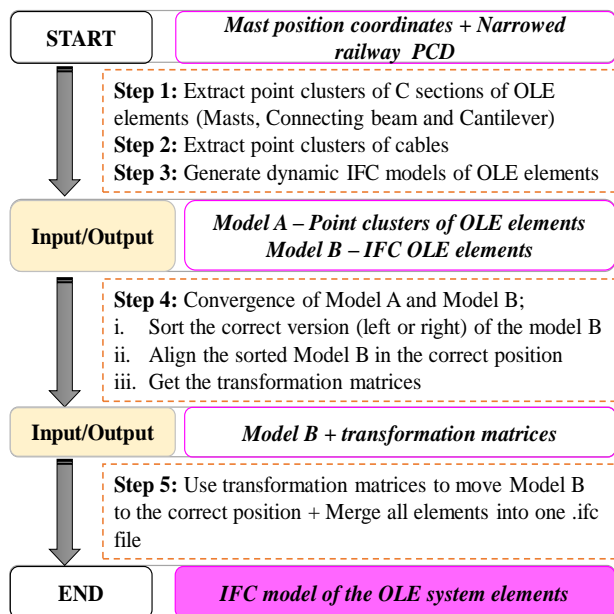 START
Mast position coordinates + Narrowed
railway PCD
Step 1: Extract point clusters of C sections of OLE
elements (Masts, Connecting beam and Cantilever)
Step 2: Extract point clusters of cables
Step 3: Generate dynamic IFC models of OLE elements
Input/Output
Model A – Point clusters of OLE elements
Model B – IFC OLE elements
Step 4: Convergence of Model A and Model B;
i. Sort the correct version (left or right) of the model B
ii. Align the sorted Model B in the correct position
iii. Get the transformation matrices
Input/Output
Model B + transformation matrices
Step 5: Use transformation matrices to move Model B
to the correct position + Merge all elements into one .ifc
file
END
IFC model of the OLE system elements